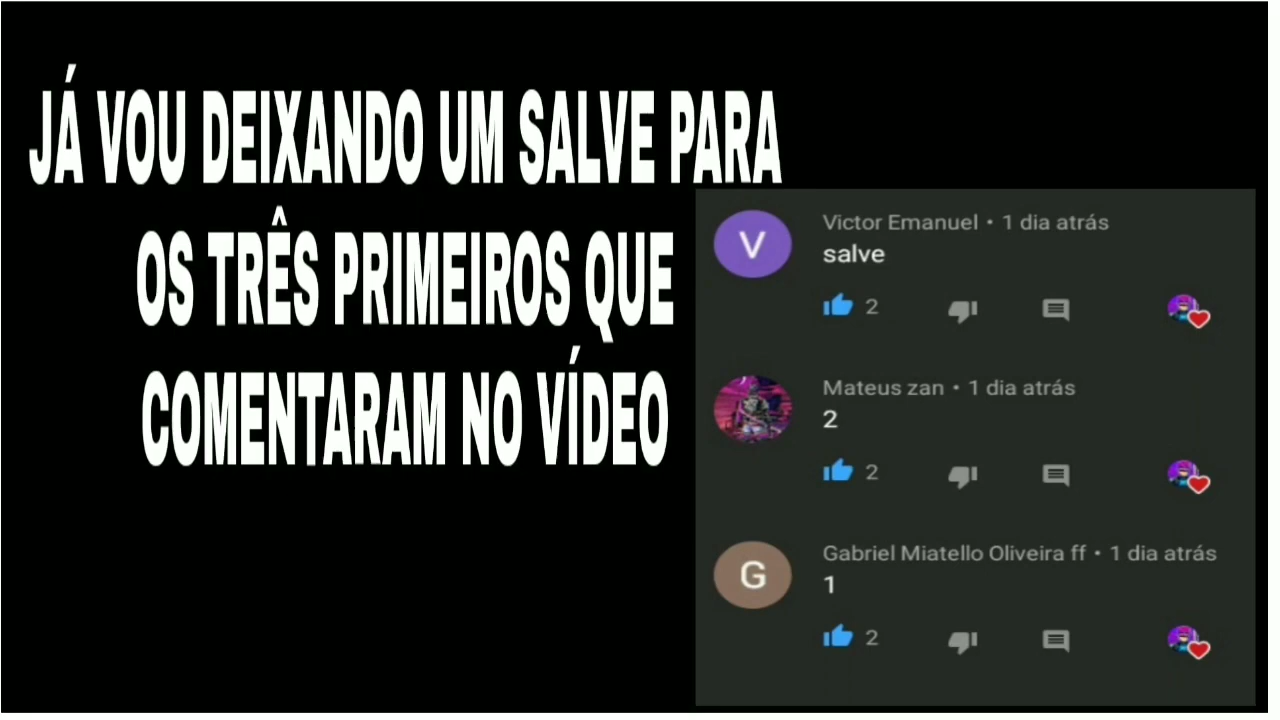 JÁ VOU DEIXANDO UM SALVE PARA
OS TRÊS PRIMEIROS QUE
COMENTARAM NO VÍDEO
V
Victor Emanuel • 1 dia atrás
salve
2
Mateus zan • 1 dia atrás
2
2
G
Gabriel Miatello Oliveira ff • 1 dia atrás
1
2